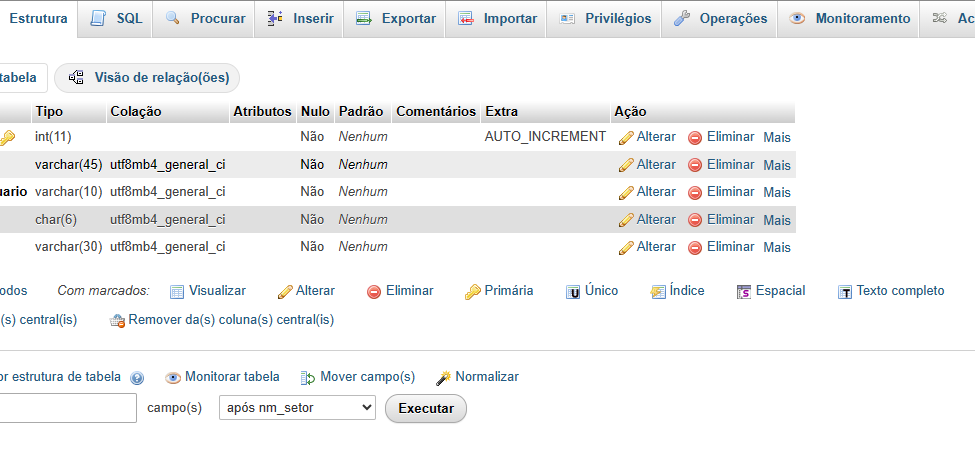 Estrutura SQL Procurar Inserir Exportar Importar Privilégios Operações Monitoramento Ac
tabela Visão de relação(ões)
Tipo Colação Atributos Nulo Padrão Comentários Extra Ação
int(11) Não Nenhum AUTO_INCREMENT Alterar Eliminar Mais
varchar(45) utf8mb4_general_ci Não Nenhum Alterar Eliminar Mais
uario varchar(10) utf8mb4_general_ci Não Nenhum Alterar Eliminar Mais
char(6) utf8mb4_general_ci Não Nenhum Alterar Eliminar Mais
varchar(30) utf8mb4_general_ci Não Nenhum Alterar Eliminar Mais
odos Com marcados: Visualizar Alterar Eliminar Primária Único Índice Espacial Texto completo
(s) central(is) Remover da(s) coluna(s) central(is)
or estrutura de tabela Monitorar tabela Mover campo(s) Normalizar
campo(s) após nm_setor Executar